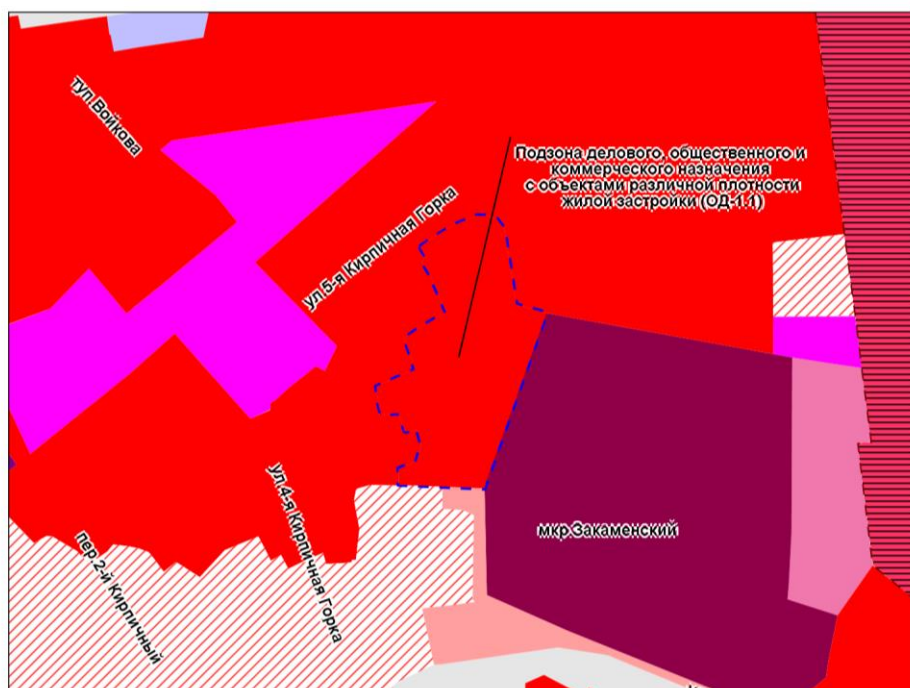 туп.Войкова
Подзона делового, общественного и
коммерческого назначения
с объектами различной плотности
жилой застройки (ОД-1.1)
ул.5-я Кирпичная Горка
ул.4-я Кирпичная Горка
мкр.Закаменский
пер.2-й Кирпичный